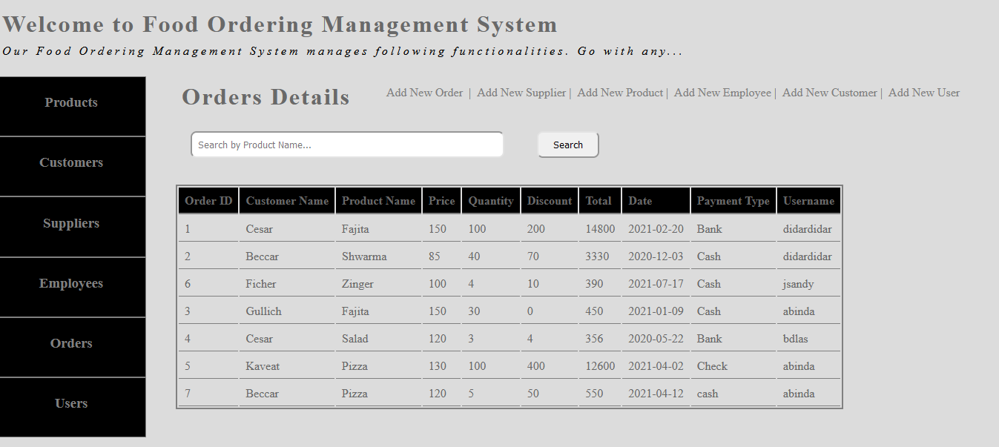 Welcome to Food Ordering Management System
Our Food Ordering Management System manages following functionalities. Go with any...
Products
Customers
Suppliers
Employees
Orders
Users
Orders Details
Add New Order | Add New Supplier | Add New Product | Add New Employee | Add New Customer | Add New User
Search by Product Name... Search
Order ID Customer Name Product Name Price Quantity Discount Total Date Payment Type Username
1 Cesar Fajita 150 100 200 14800 2021-02-20 Bank didardidar
2 Beccar Shwarma 85 40 70 3330 2020-12-03 Cash didardidar
6 Ficher Zinger 100 4 10 390 2021-07-17 Cash jsandy
3 Gullich Fajita 150 30 0 450 2021-01-09 Cash abinda
4 Cesar Salad 120 3 4 356 2020-05-22 Bank bdlas
5 Kaveat Pizza 130 100 400 12600 2021-04-02 Check abinda
7 Beccar Pizza 120 5 50 550 2021-04-12 cash abinda